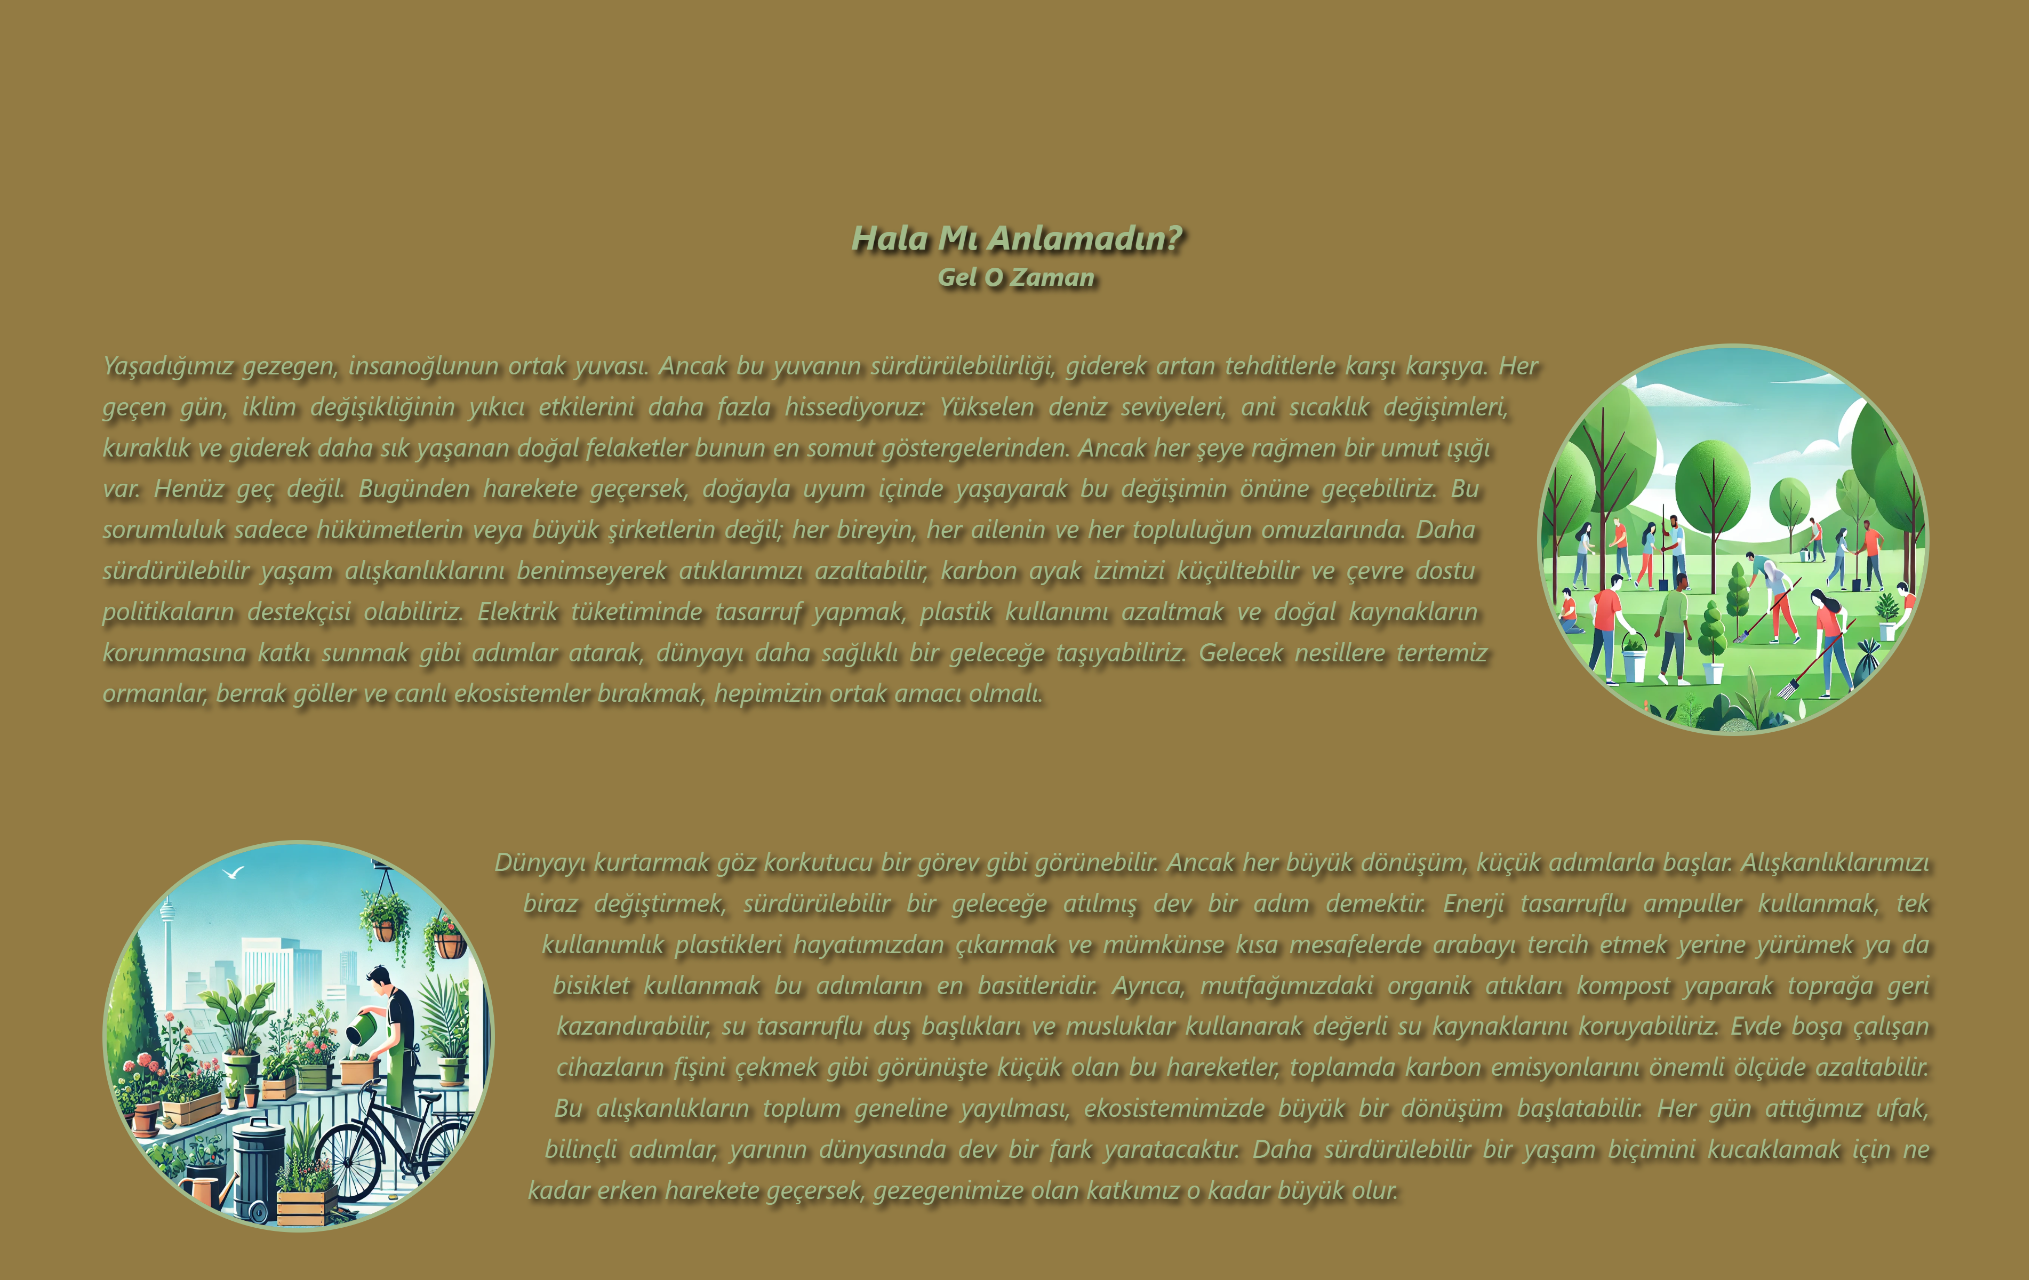 Hala Mı Anlamadın?
Gel O Zaman
Yaşadığımız gezegen, insanoğlunun ortak yuvası. Ancak bu yuvanın sürdürülebilirliği, giderek artan tehditlerle karşı karşıya. Her
geçen gün, iklim değişikliğinin yıkıcı etkilerini daha fazla hissediyoruz: Yükselen deniz seviyeleri, ani sıcaklık değişimleri,
kuraklık ve giderek daha sık yaşanan doğal felaketler bunun en somut göstergelerinden. Ancak her şeye rağmen bir umut ışığı
var. Henüz geç değil. Bugünden harekete geçersek, doğayla uyum içinde yaşayarak bu değişimin önüne geçebiliriz. Bu
sorumluluk sadece hükümetlerin veya büyük şirketlerin değil; her bireyin, her ailenin ve her topluluğun omuzlarında. Daha
sürdürülebilir yaşam alışkanlıklarını benimseyerek atıklarımızı azaltabilir, karbon ayak izimizi küçültebilir ve çevre dostu
politikaların destekçisi olabiliriz. Elektrik tüketiminde tasarruf yapmak, plastik kullanımı azaltmak ve doğal kaynakların
korunmasına katkı sunmak gibi adımlar atarak, dünyayı daha sağlıklı bir geleceğe taşıyabiliriz. Gelecek nesillere tertemiz
ormanlar, berrak göller ve canlı ekosistemler bırakmak, hepimizin ortak amacı olmalı.
Dünyayı kurtarmak göz korkutucu bir görev gibi görünebilir. Ancak her büyük dönüşüm, küçük adımlarla başlar. Alışkanlıklarımızı
biraz değiştirmek, sürdürülebilir bir geleceğe atılmış dev bir adım demektir. Enerji tasarruflu ampuller kullanmak, tek
kullanımlık plastikleri hayatımızdan çıkarmak ve mümkünse kısa mesafelerde arabayı tercih etmek yerine yürümek ya da
bisiklet kullanmak bu adımların en basitleridir. Ayrıca, mutfağımızdaki organik atıkları kompost yaparak toprağa geri
kazandırabilir, su tasarruflu duş başlıkları ve musluklar kullanarak değerli su kaynaklarını koruyabiliriz. Evde boşa çalışan
cihazların fişini çekmek gibi görünüşte küçük olan bu hareketler, toplamda karbon emisyonlarını önemli ölçüde azaltabilir.
Bu alışkanlıkların toplum geneline yayılması, ekosistemimizde büyük bir dönüşüm başlatabilir. Her gün attığımız ufak,
bilinçli adımlar, yarının dünyasında dev bir fark yaratacaktır. Daha sürdürülebilir bir yaşam biçimini kucaklamak için ne
kadar erken harekete geçersek, gezegenimize olan katkımız o kadar büyük olur.